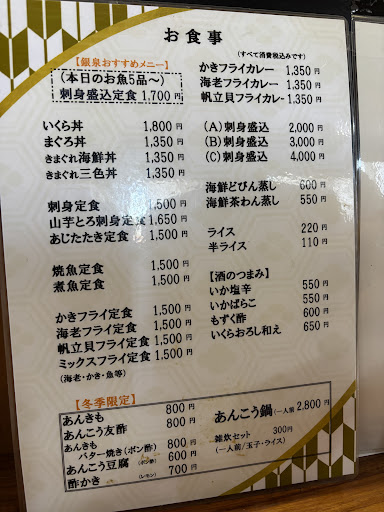 お食事
【銀泉おすすめメニュー】
(本日のお魚5品〜)
刺身盛込定食 1,700円
いくら丼 1,800円
まぐろ丼 1,350円
きまぐれ海鮮丼 1,350円
きまぐれ三色丼 1,350円
刺身定食 1,500円
山芋とろ刺身定食 1,650円
あじたたき定食 1,500円
焼魚定食 1,500円
煮魚定食 1,500円
かきフライ定食 1,500円
海老フライ定食 1,500円
帆立貝フライ定食 1,500円
ミックスフライ定食 1,500円
(海老・かき・魚等)
(すべて消費税込みです)
かきフライカレー 1,350円
海老フライカレー 1,350円
帆立貝フライカレー 1,350円
(A)刺身盛込 2,000円
(B)刺身盛込 3,000円
(C)刺身盛込 4,000円
海鮮どびん蒸し 600円
海鮮茶わん蒸し 550円
ライス 220円
半ライス 110円
【酒のつまみ】
いか塩辛 550円
いかばらこ 550円
もずく酢 600円
いくらおろし和え 650円
【冬季限定】
あんきも 800円
あんこう友酢 800円
あんきも
バター焼き(ポン酢) 800円
あんこう豆腐(ポン酢) 600円
酢かき(レモン) 700円
あんこう鍋(一人前)2,800円
雑炊セット 300円
(一人前/玉子・ライス)